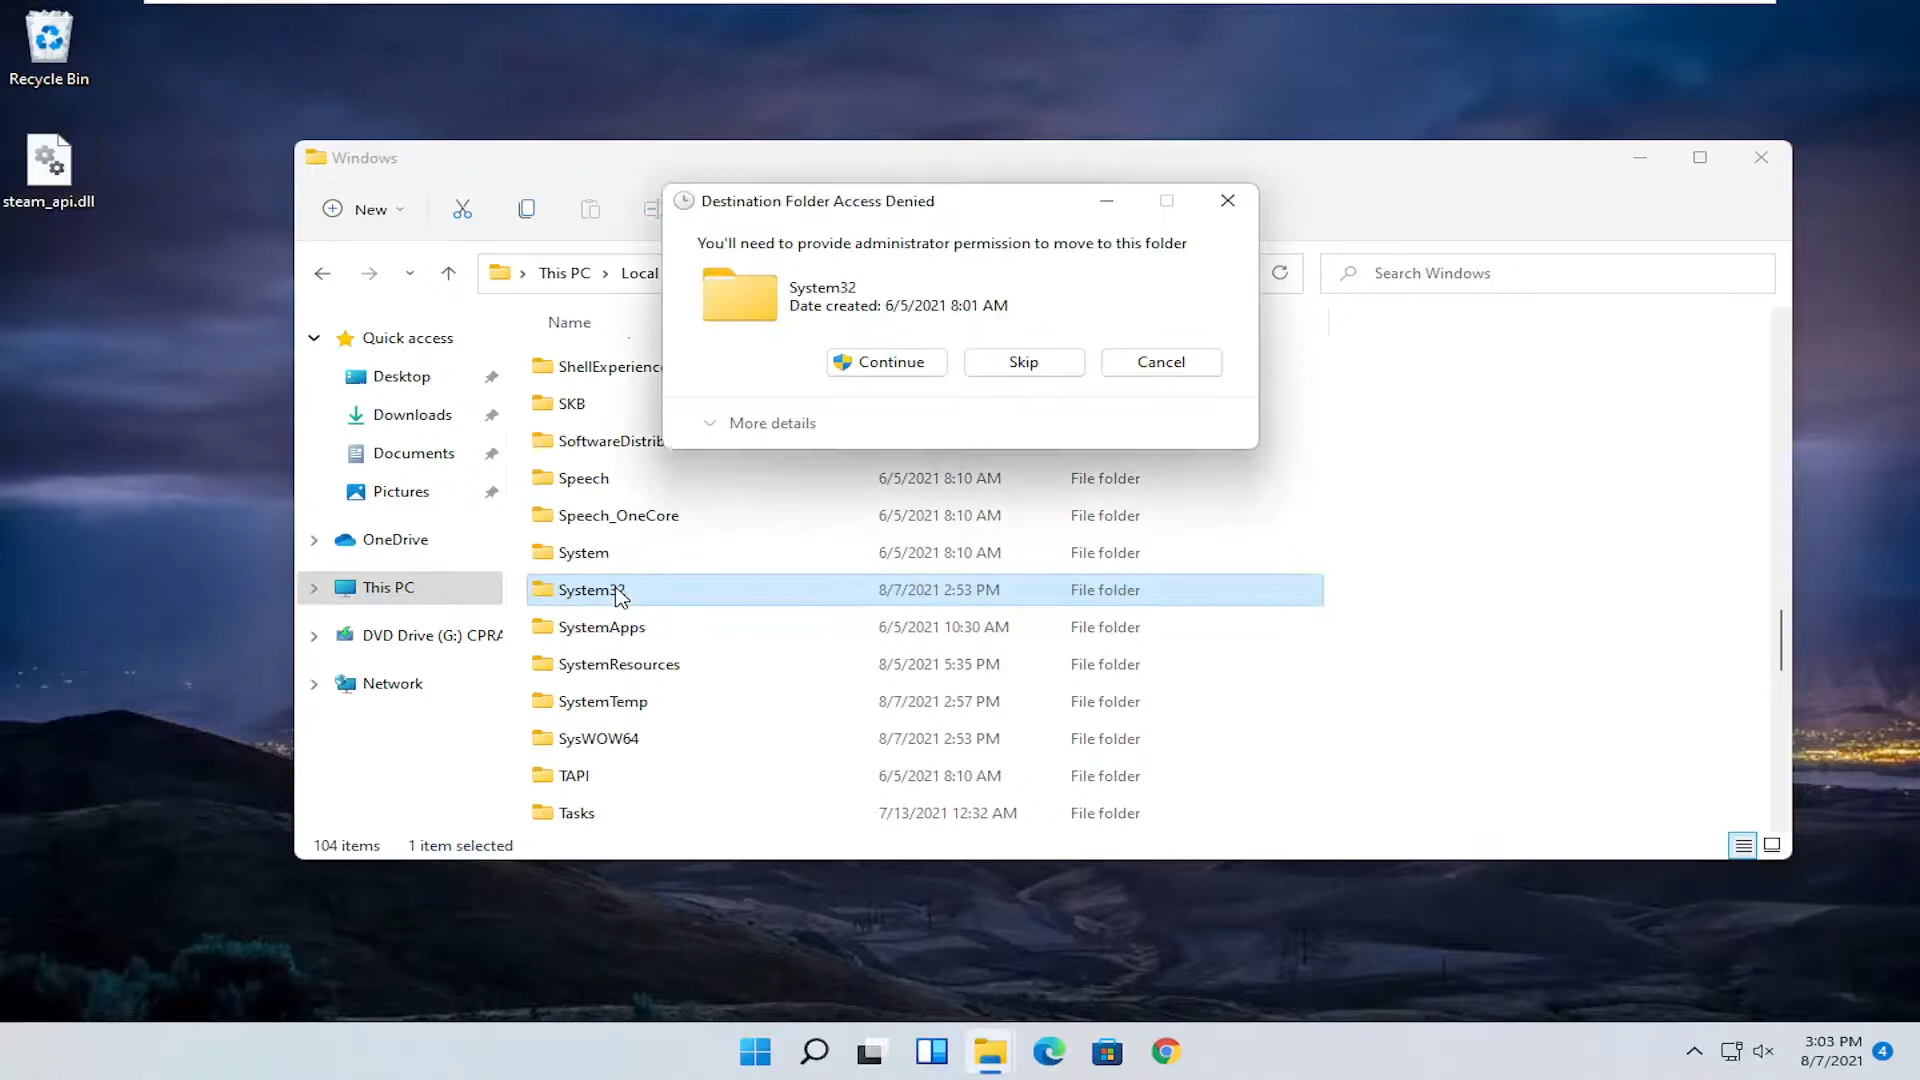 Recycle Bin
steam_api.dll
Windows
New
Destination Folder Access Denied
You'll need to provide administrator permission to move to this folder
System32
Date created: 6/5/2021 8:01 AM
Continue Skip Cancel
More details
This PC Local
Search Windows
Quick access
Desktop
Downloads
Documents
Pictures
OneDrive
This PC
DVD Drive (G:) CPRA
Network
Name
ShellExperienc
SKB
SoftwareDistrib
Speech 6/5/2021 8:10 AM File folder
Speech_OneCore 6/5/2021 8:10 AM File folder
System 6/5/2021 8:10 AM File folder
System32 8/7/2021 2:53 PM File folder
SystemApps 6/5/2021 10:30 AM File folder
SystemResources 8/5/2021 5:35 PM File folder
SystemTemp 8/7/2021 2:57 PM File folder
SysWOW64 8/7/2021 2:53 PM File folder
TAPI 6/5/2021 8:10 AM File folder
Tasks 7/13/2021 12:32 AM File folder
104 items 1 item selected
3:03 PM
8/7/2021
4